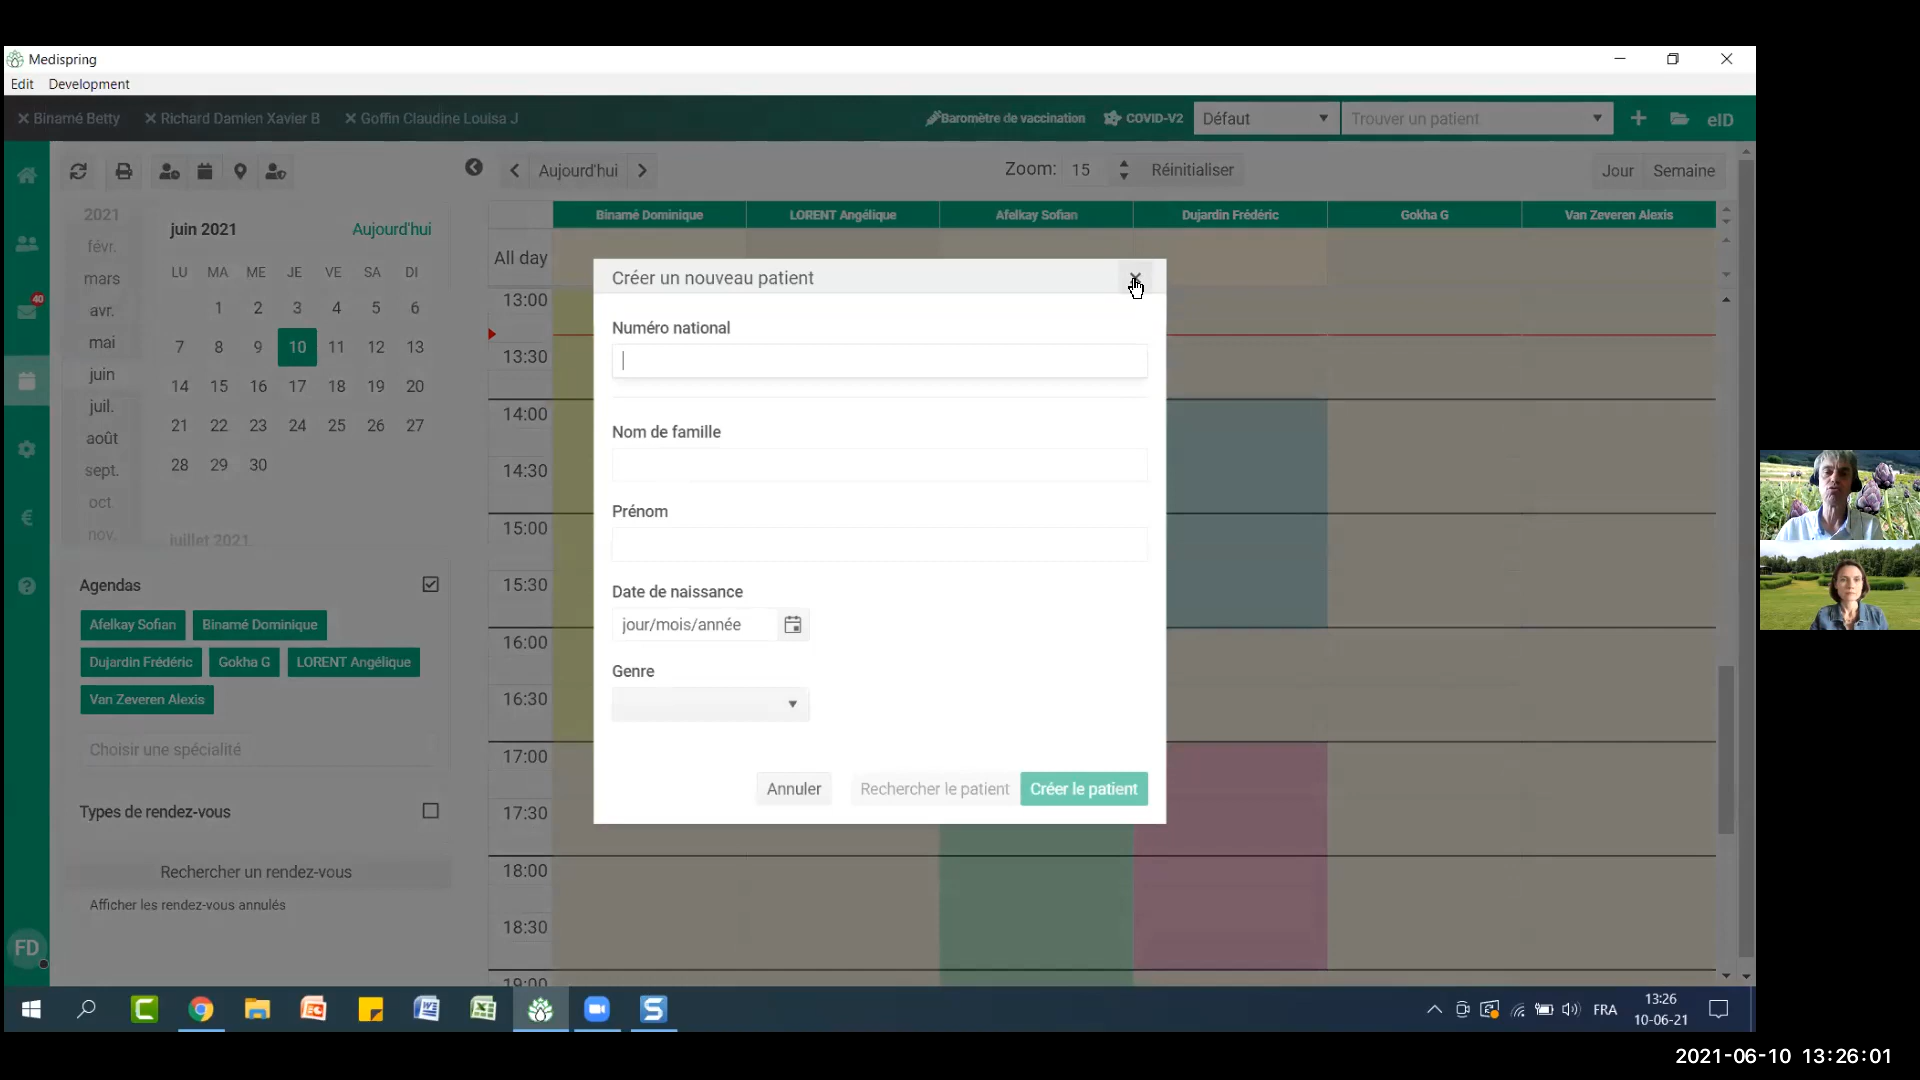 Medispring
Edit Development
Binamé Betty Richard Damien Xavier B Goffin Claudine Louisa J
Baromètre de vaccination COVID-V2 Défaut Trouver un patient eID
Aujourd'hui Zoom: 15 Réinitialiser Jour Semaine
2021
févr.
mars
avr.
mai
juin
juil.
août
sept.
oct.
nov.
juin 2021 Aujourd'hui
LU MA ME JE VE SA DI
1 2 3 4 5 6
7 8 9 10 11 12 13
14 15 16 17 18 19 20
21 22 23 24 25 26 27
28 29 30
juillet 2021
40
€
FD
Agendas
Afelkay Sofian Binamé Dominique
Dujardin Frédéric Gokha G LORENT Angélique
Van Zeveren Alexis
Choisir une spécialité
Types de rendez-vous
Rechercher un rendez-vous
Afficher les rendez-vous annulés
Binamé Dominique LORENT Angélique Afelkay Sofian Dujardin Frédéric Gokha G Van Zeveren Alexis
All day
13:00
13:30
14:00
14:30
15:00
15:30
16:00
16:30
17:00
17:30
18:00
18:30
19:00
Créer un nouveau patient
Numéro national
Nom de famille
Prénom
Date de naissance
jour/mois/année
Genre
Annuler Rechercher le patient Créer le patient
FRA
13:26
10-06-21
2021-06-10 13:26:01